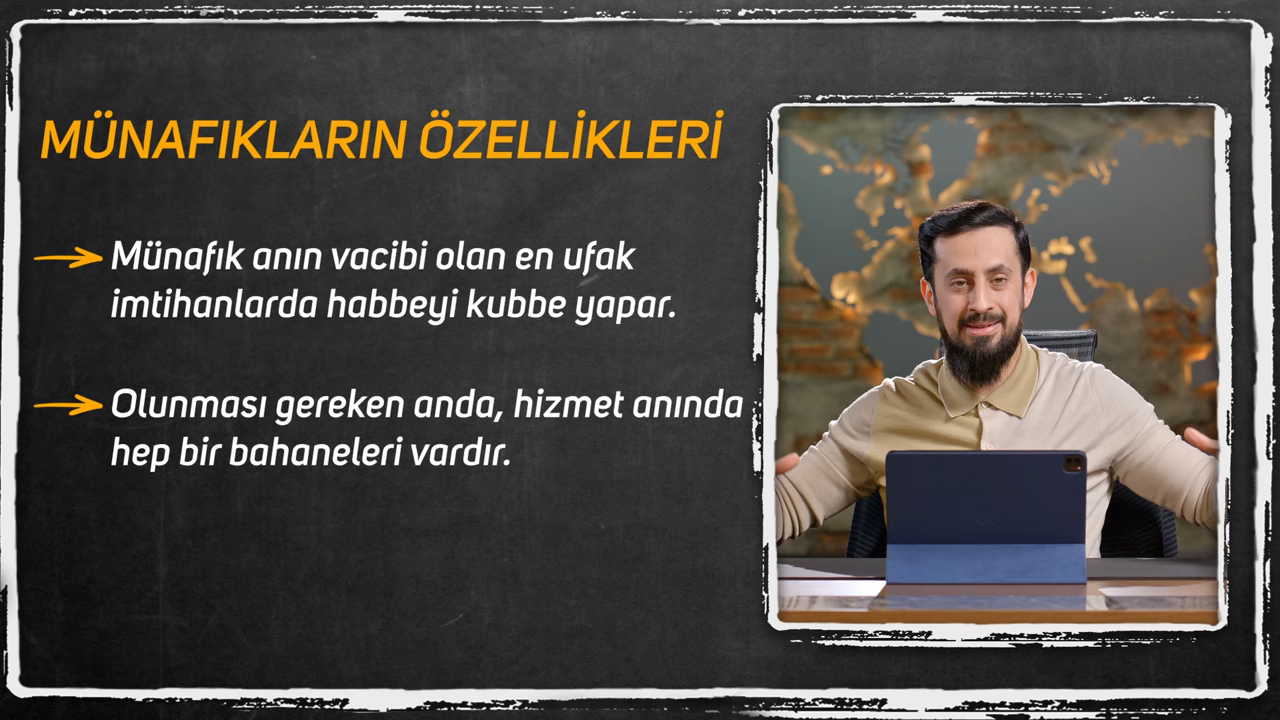 MÜNAFIKLARIN ÖZELLİKLERİ
Münafık anın vacibi olan en ufak
imtihanlarda habbeyi kubbe yapar.
Olunması gereken anda, hizmet anında
hep bir bahaneleri vardır.